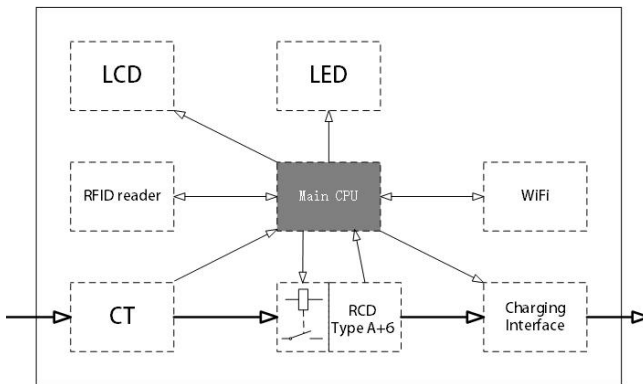 LCD
LED
RFID reader
Main CPU
WiFi
CT
RCD
Type A+6
Charging
Interface